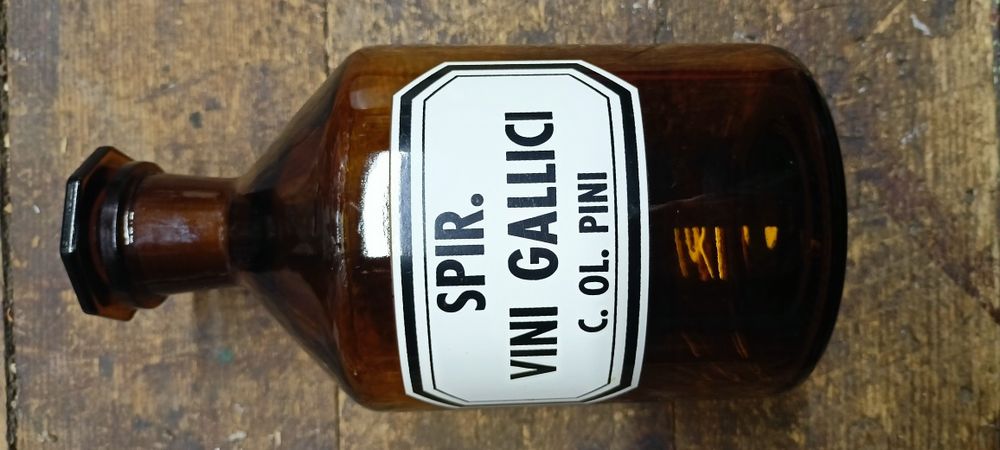 SPIR.
VINI GALLICI
C. OL. PINI